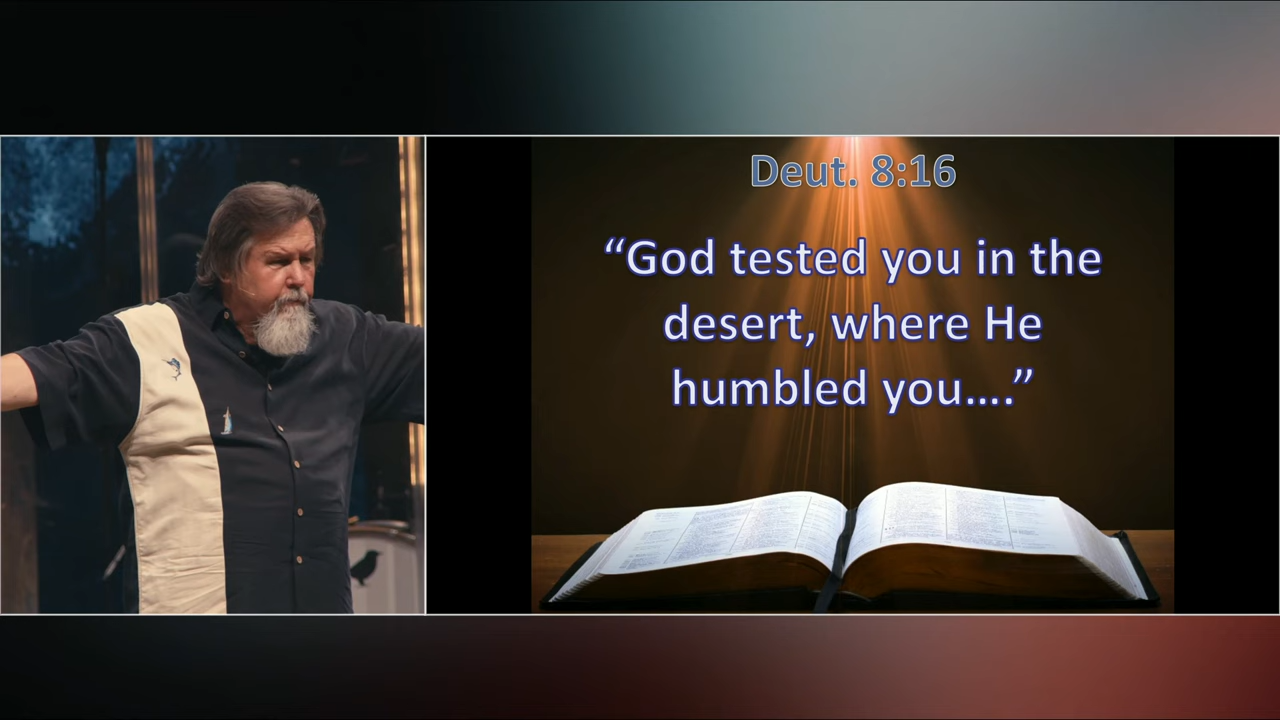 Deut. 8:16
“God tested you in the
desert, where He
humbled you….”